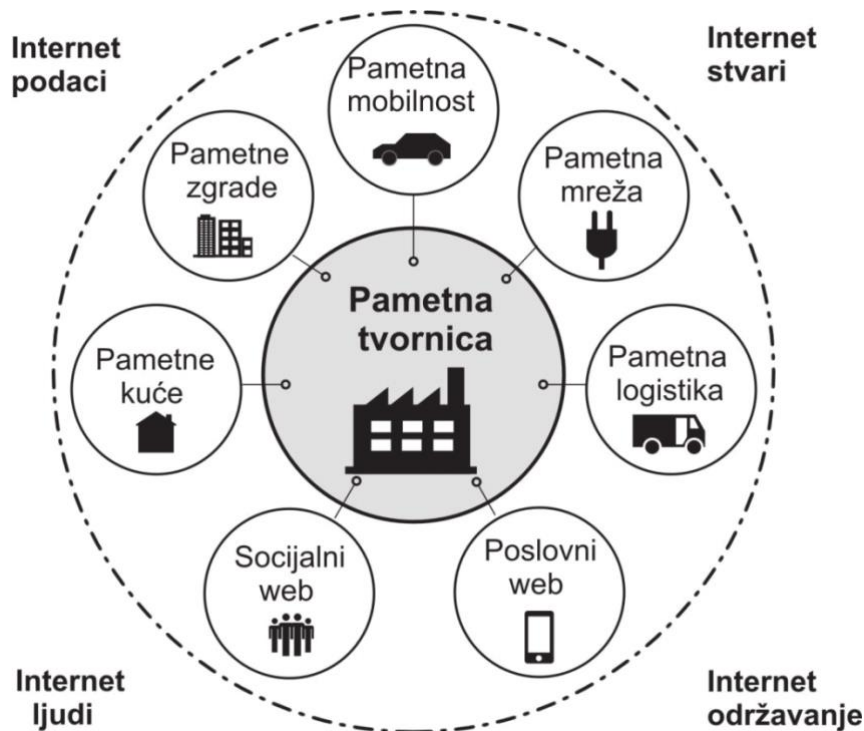 Internet
podaci
Internet
stvari
Pametna
mobilnost
Pametne
zgrade
Pametna
mreža
Pametna
tvornica
Pametne
kuće
Pametna
logistika
Socijalni
web
Poslovni
web
Internet
ljudi
Internet
održavanje